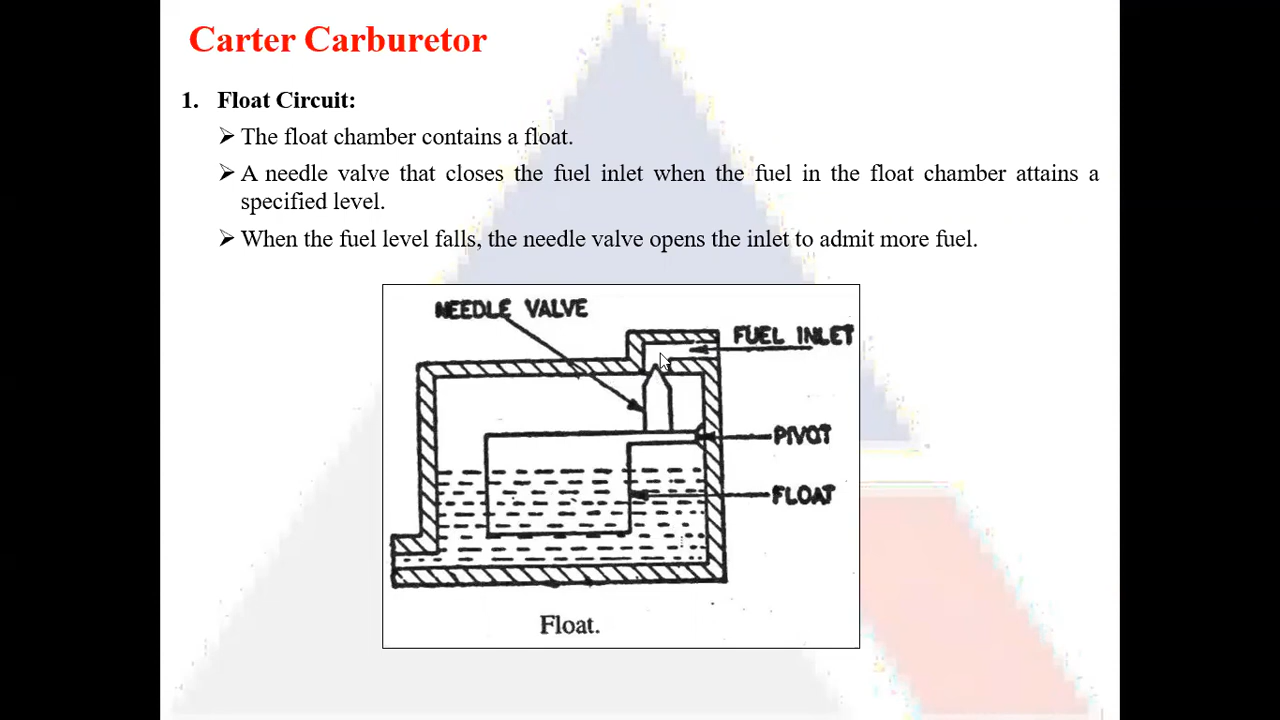 Carter Carburetor
1. Float Circuit:
➢ The float chamber contains a float.
➢ A needle valve that closes the fuel inlet when the fuel in the float chamber attains a
specified level.
➢ When the fuel level falls, the needle valve opens the inlet to admit more fuel.
NEEDLE VALVE
FUEL INLET
PIVOT
FLOAT
Float.